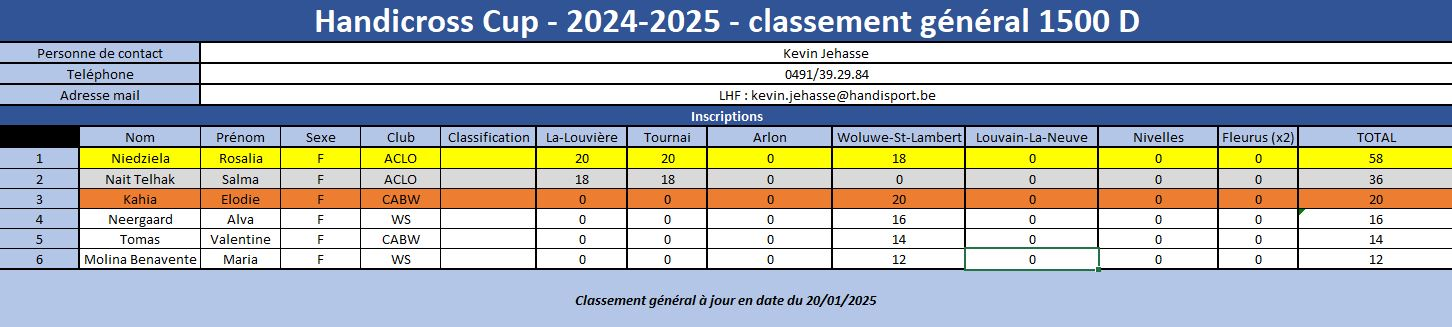 Handicross Cup - 2024-2025 - classement général 1500 D
Personne de contact Kevin Jehasse
Teléphone 0491/39.29.84
Adresse mail LHF : kevin.jehasse@handisport.be
Inscriptions
Nom Prénom Sexe Club Classification La-Louvière Tournai Arlon Woluwe-St-Lambert Louvain-La-Neuve Nivelles Fleurus (x2) TOTAL
1 Niedziela Rosalia F ACLO 20 20 0 18 0 0 0 58
2 Nait Telhak Salma F ACLO 18 18 0 0 0 0 0 36
3 Kahia Elodie F CABW 0 0 0 20 0 0 0 20
4 Neergaard Alva F WS 0 0 0 16 0 0 0 16
5 Tomas Valentine F CABW 0 0 0 14 0 0 0 14
6 Molina Benavente Maria F WS 0 0 0 12 0 0 0 12
Classement général à jour en date du 20/01/2025